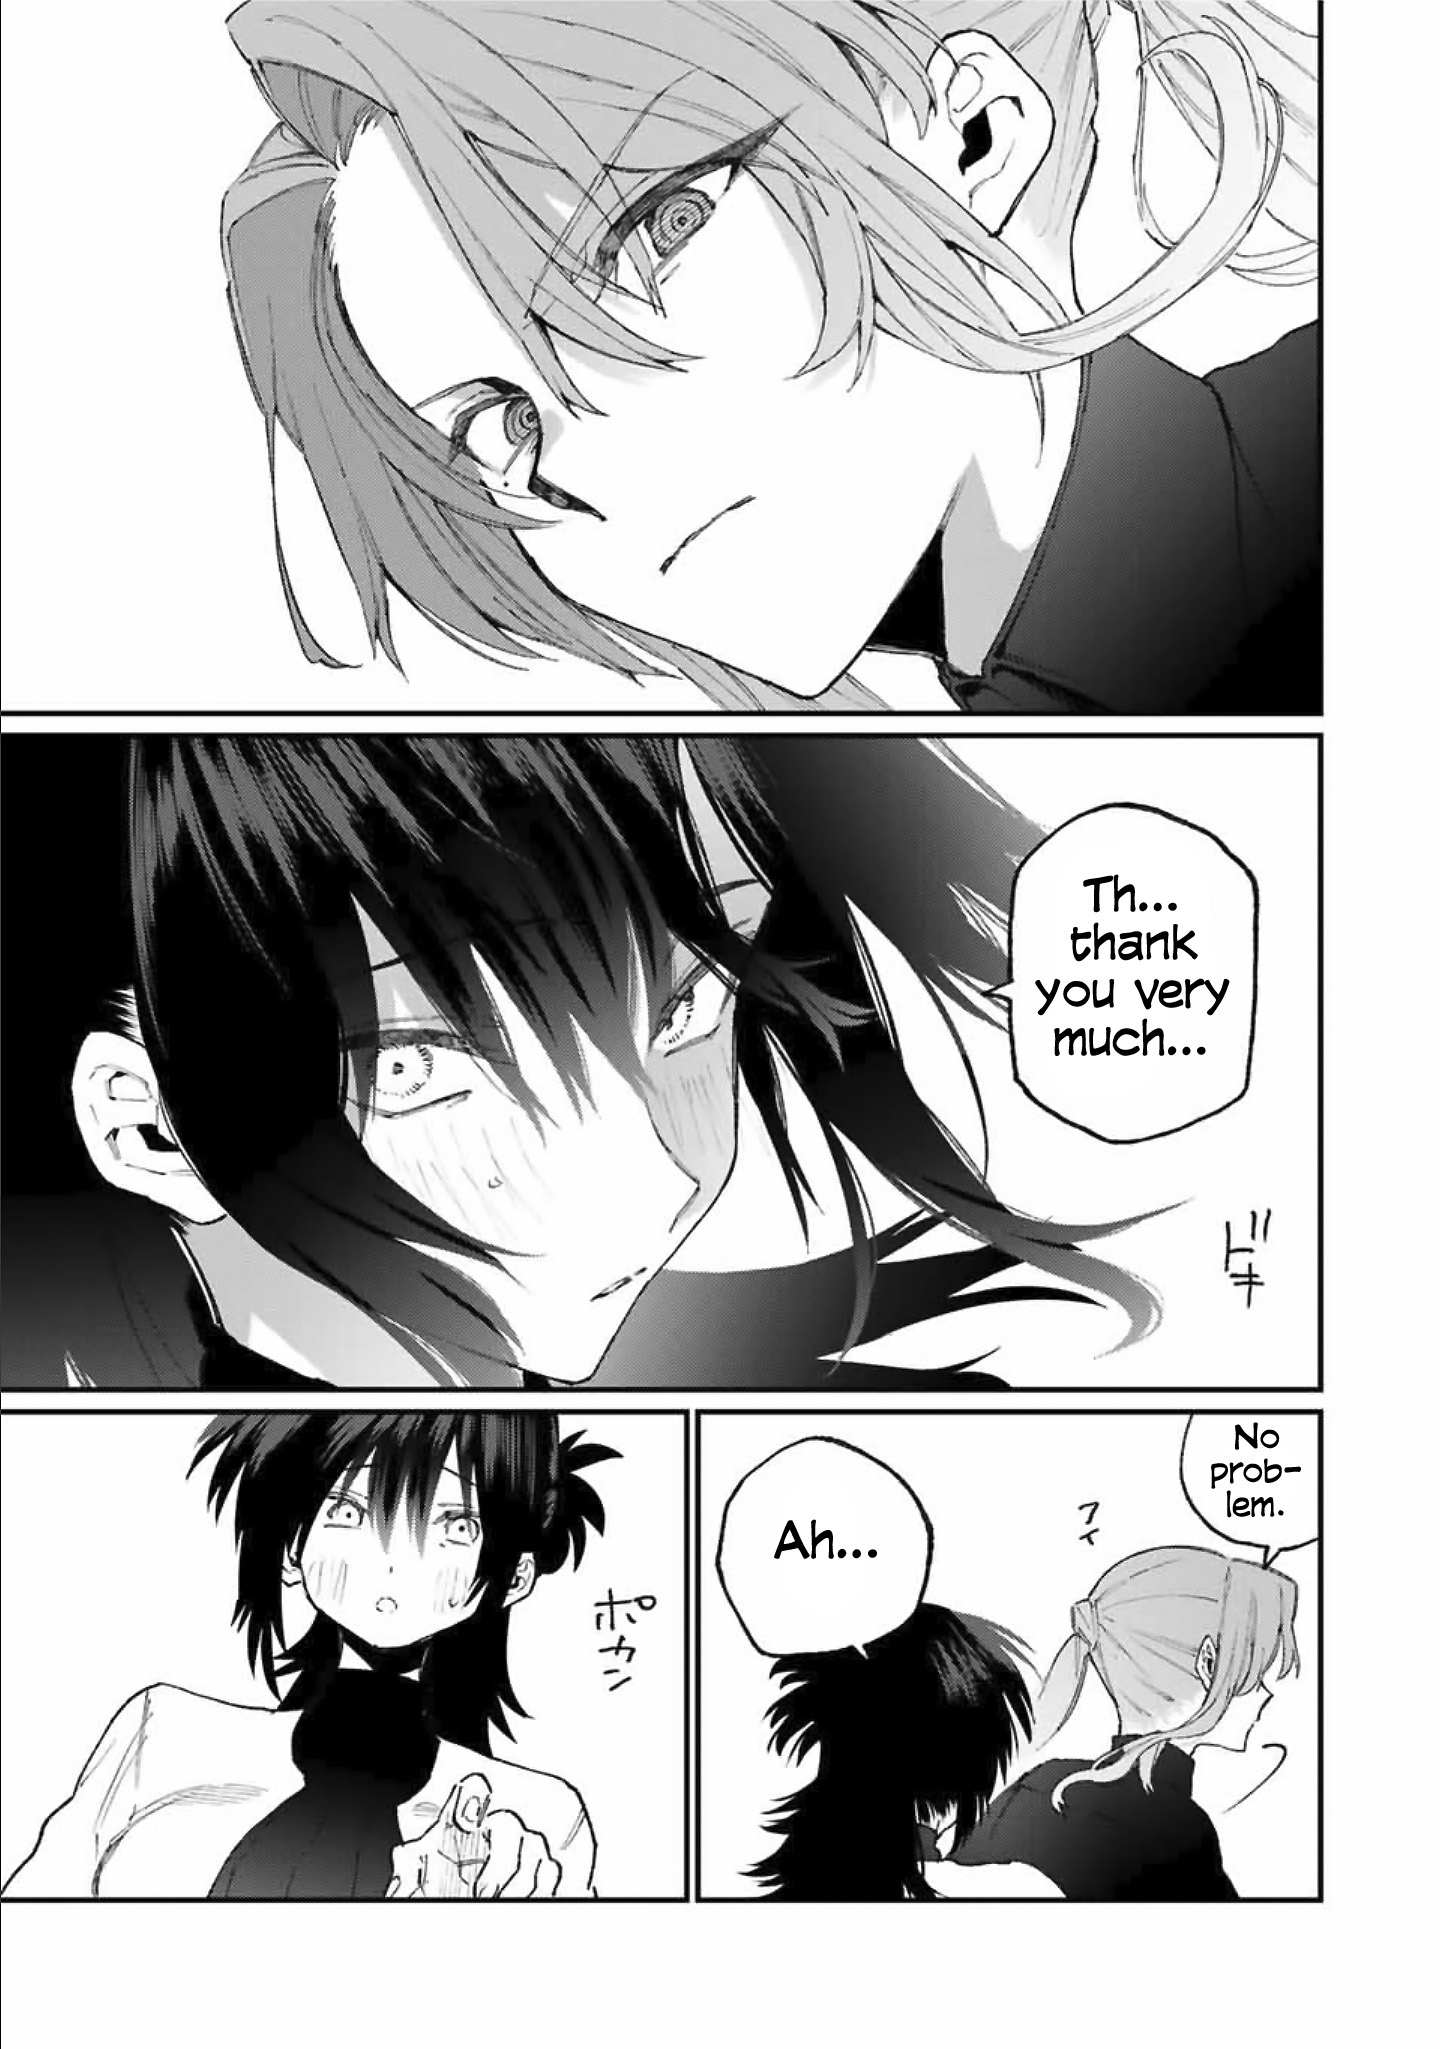 Th...
thank
you very
much...
ドキ
No
prob-
lem.
フイ
Ah...
ポカン